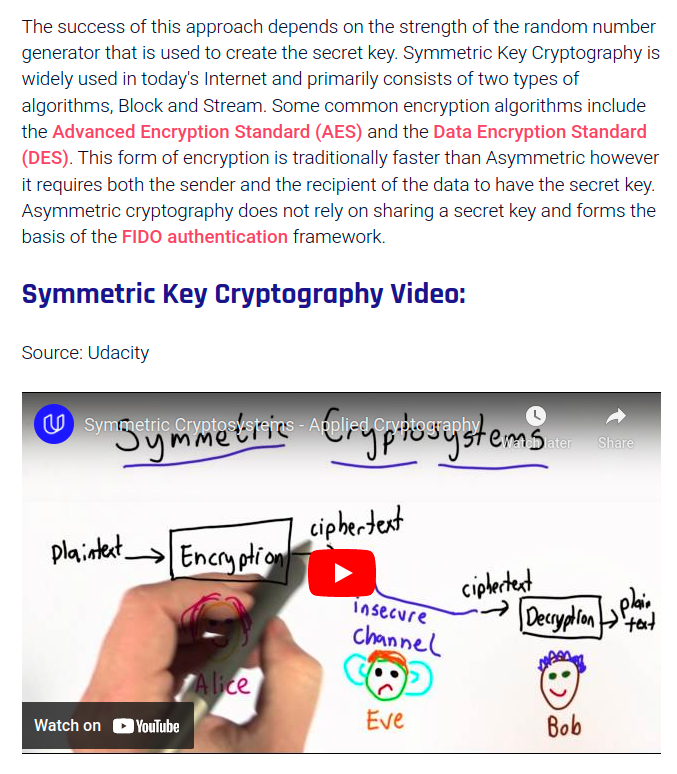 The success of this approach depends on the strength of the random number
generator that is used to create the secret key. Symmetric Key Cryptography is
widely used in today's Internet and primarily consists of two types of
algorithms, Block and Stream. Some common encryption algorithms include
the Advanced Encryption Standard (AES) and the Data Encryption Standard
(DES). This form of encryption is traditionally faster than Asymmetric however
it requires both the sender and the recipient of the data to have the secret key.
Asymmetric cryptography does not rely on sharing a secret key and forms the
basis of the FIDO authentication framework.
Symmetric Key Cryptography Video:
Source: Udacity
Symmetric Cryptosystems - Applied Cryptography
Watch later
Share
Symmetric Cryptosystems
plaintext
Encryption
ciphertext
insecure
channel
ciphertext
Decryption
plain
text
Alice
Eve
Bob
Watch on YouTube